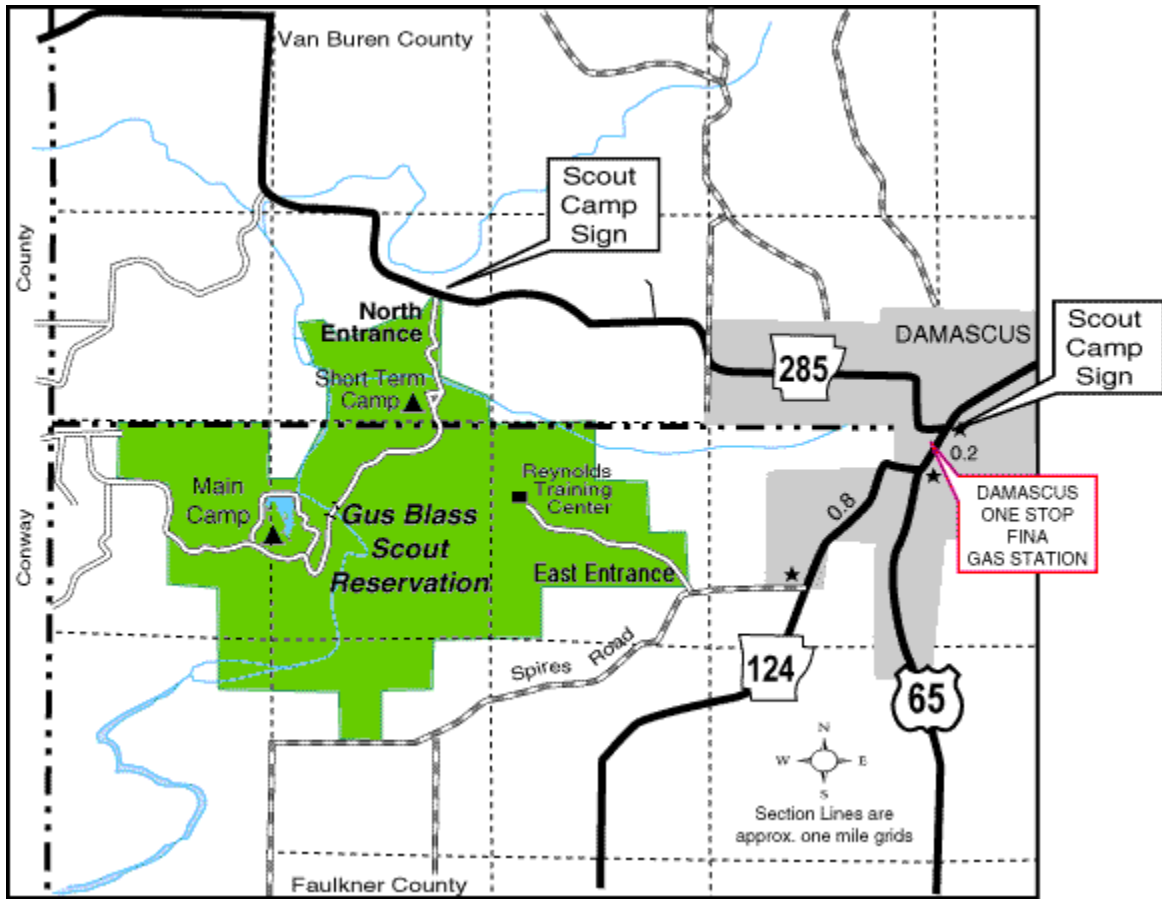 Van Buren County
Scout
Camp
Sign
County
North
Entrance
Short Term
Camp
DAMASCUS
Scout
Camp
Sign
285
0.2
Reynolds
Training
Center
Main
Camp
Gus Blass
Scout
Reservation
0.8
DAMASCUS
ONE STOP
FINA
GAS STATION
Conway
East Entrance
Spires Road
124
65
N
W
E
S
Section Lines are
approx. one mile grids
Faulkner County